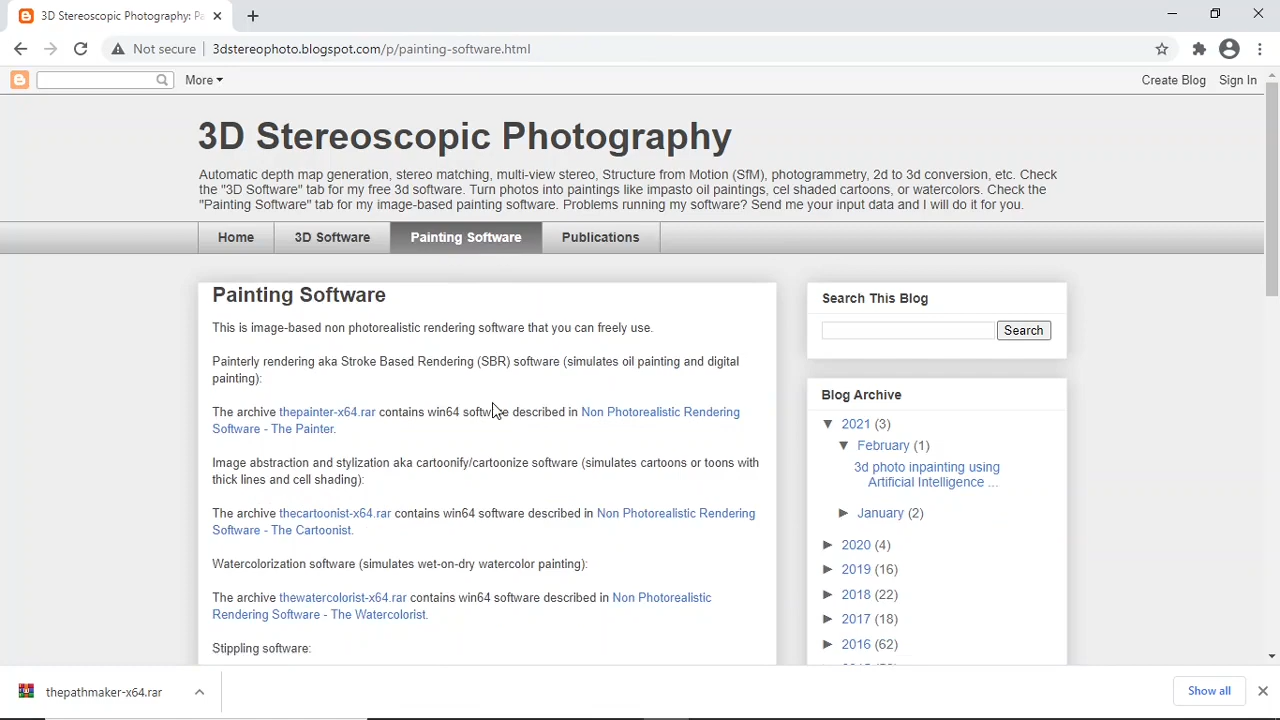 3D Stereoscopic Photography: Pa
Not secure
3dstereophoto.blogspot.com/p/painting-software.html
More
Create Blog
Sign In
3D Stereoscopic Photography
Automatic depth map generation, stereo matching, multi-view stereo, Structure from Motion (SfM), photogrammetry, 2d to 3d conversion, etc. Check
the "3D Software" tab for my free 3d software. Turn photos into paintings like impasto oil paintings, cel shaded cartoons, or watercolors. Check the
"Painting Software" tab for my image-based painting software. Problems running my software? Send me your input data and I will do it for you.
Home
3D Software
Painting Software
Publications
Painting Software
This is image-based non photorealistic rendering software that you can freely use.
Painterly rendering aka Stroke Based Rendering (SBR) software (simulates oil painting and digital
painting):
The archive thepainter-x64.rar contains win64 software described in Non Photorealistic Rendering
Software - The Painter.
Image abstraction and stylization aka cartoonify/cartoonize software (simulates cartoons or toons with
thick lines and cell shading):
The archive thecartoonist-x64.rar contains win64 software described in Non Photorealistic Rendering
Software - The Cartoonist.
Watercolorization software (simulates wet-on-dry watercolor painting):
The archive thewatercolorist-x64.rar contains win64 software described in Non Photorealistic
Rendering Software - The Watercolorist.
Stippling software:
Search This Blog
Search
Blog Archive
▼ 2021 (3)
▼ February (1)
3d photo inpainting using
Artificial Intelligence ...
► January (2)
► 2020 (4)
► 2019 (16)
► 2018 (22)
► 2017 (18)
► 2016 (62)
thepathmaker-x64.rar
Show all